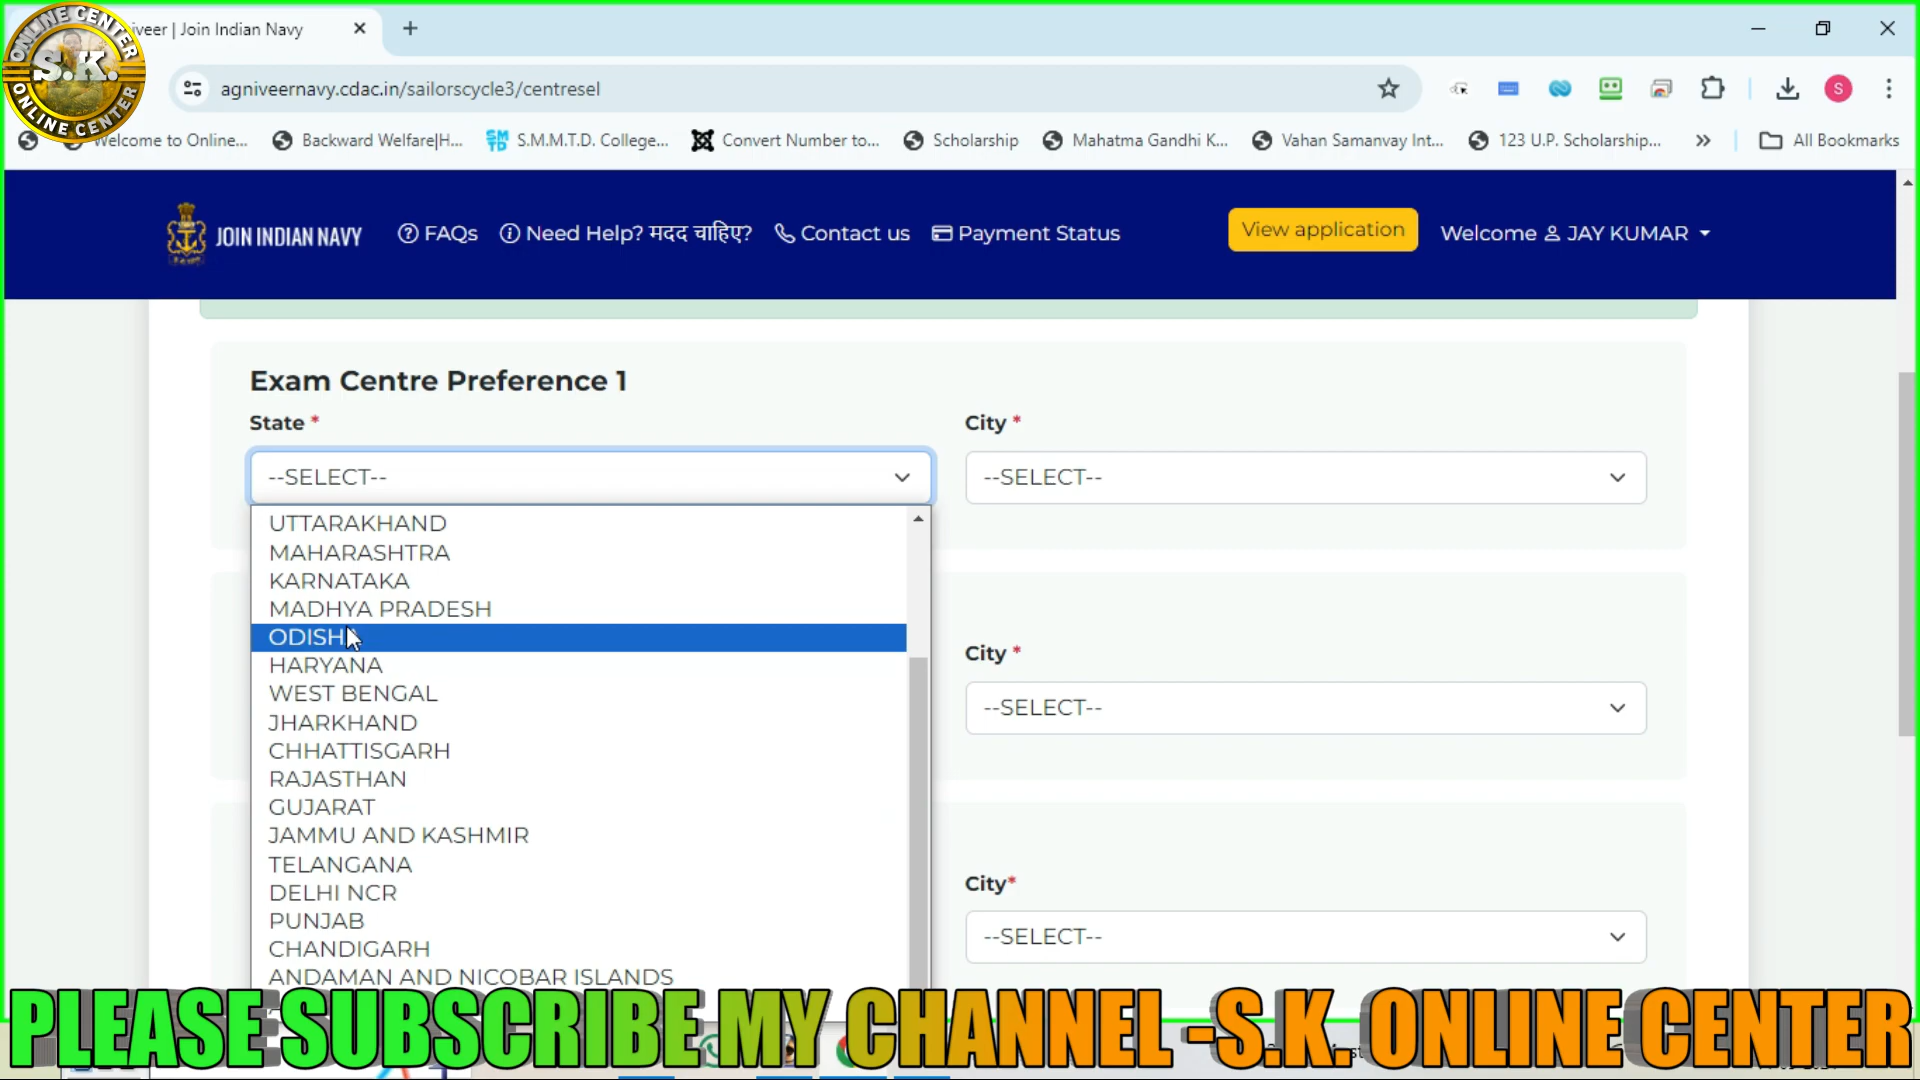 iveer | Join Indian Navy
ONLINE CENTER
S.K.
ONLINE CENTER
agniveernavy.cdac.in/sailorscycle3/centresel
S
Welcome to Online...
Backward Welfare|H...
S.M.M.T.D. College...
Convert Number to...
Scholarship
Mahatma Gandhi K...
Vahan Samanvay Int...
123 U.P. Scholarship...
All Bookmarks
JOIN INDIAN NAVY
FAQs
Need Help? मदद चाहिए?
Contact us
Payment Status
View application
Welcome JAY KUMAR
Exam Centre Preference 1
State *
City *
--SELECT--
--SELECT--
UTTARAKHAND
MAHARASHTRA
KARNATAKA
MADHYA PRADESH
ODISHA
HARYANA
WEST BENGAL
JHARKHAND
CHHATTISGARH
RAJASTHAN
GUJARAT
JAMMU AND KASHMIR
TELANGANA
DELHI NCR
PUNJAB
CHANDIGARH
ANDAMAN AND NICOBAR ISLANDS
City *
--SELECT--
City*
--SELECT--
PLEASE SUBSCRIBE MY CHANNEL -S.K. ONLINE CENTER